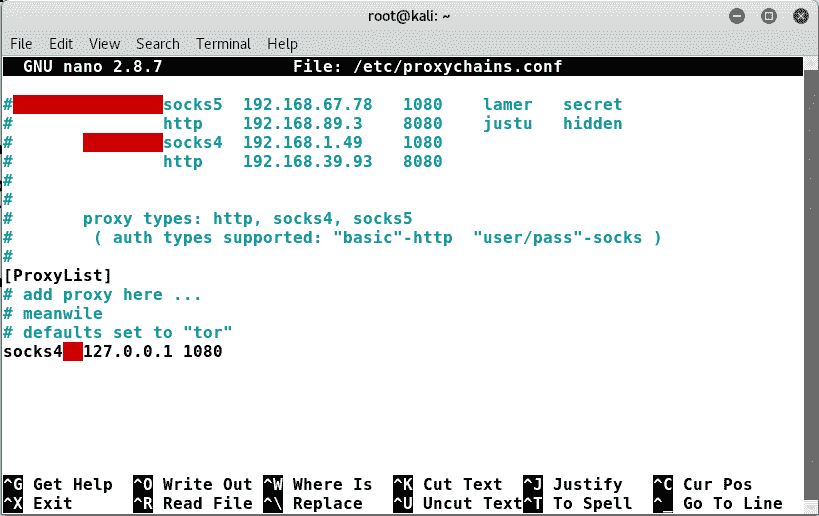 root@kali: ~
File Edit View Search Terminal Help
GNU nano 2.8.7 File: /etc/proxychains.conf
# socks5 192.168.67.78 1080 lamer secret
# http 192.168.89.3 8080 justu hidden
# socks4 192.168.1.49 1080
# http 192.168.39.93 8080
#
#
# proxy types: http, socks4, socks5
# ( auth types supported: "basic"-http "user/pass"-socks )
#
[ProxyList]
# add proxy here ...
# meanwile
# defaults set to "tor"
socks4 127.0.0.1 1080
^G Get Help ^O Write Out ^W Where Is ^K Cut Text ^J Justify ^C Cur Pos
^X Exit ^R Read File ^\ Replace ^U Uncut Text ^T To Spell ^_ Go To Line